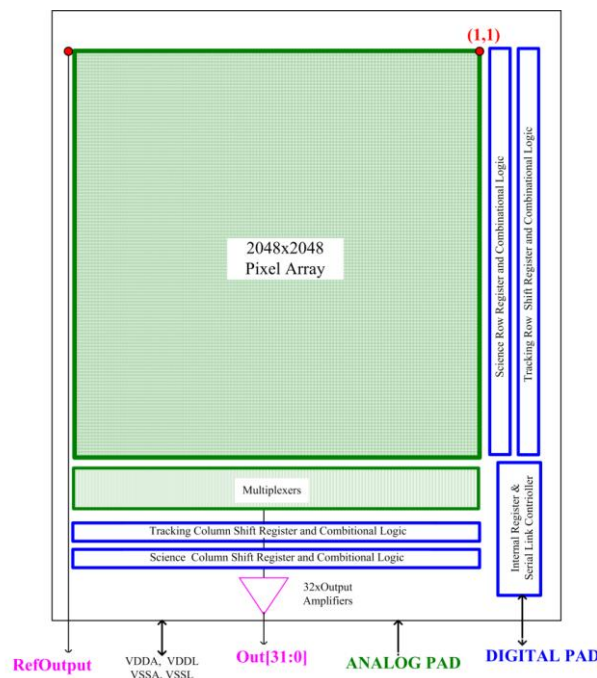 (1,1)
2048x2048
Pixel Array
Science Row Register and Combinational Logic
Tracking Row Shift Register and Combinational Logic
Multiplexers
Internal Register &
Serial Link Contrioller
Tracking Column Shift Register and Combitional Logic
Science Column Shift Register and Combitional Logic
32xOutput
Amplifiers
RefOutput
VDDA, VDDL
VSSA, VSSL
Out[31:0]
ANALOG PAD
DIGITAL PAD